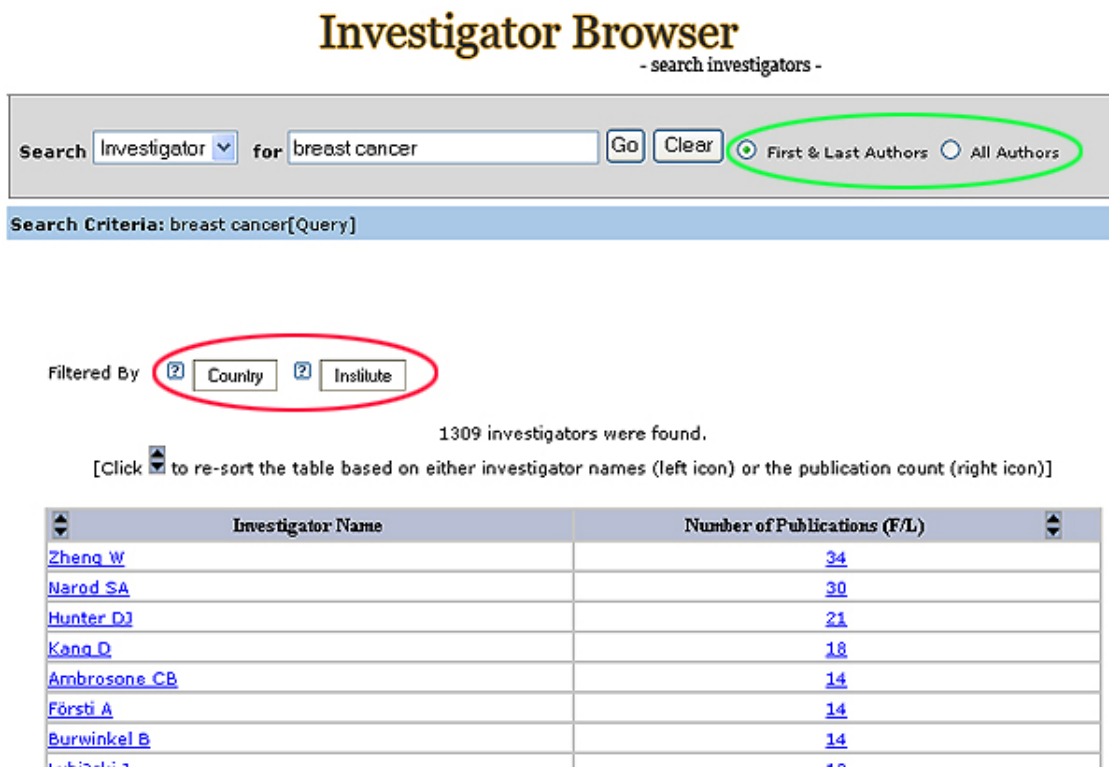 Investigator Browser
- search investigators -
Search Investigator for breast cancer Go Clear First & Last Authors All Authors
Search Criteria: breast cancer[Query]
Filtered By ? Country ? Institute
1309 investigators were found.
[Click to re-sort the table based on either investigator names (left icon) or the publication count (right icon)]
Investigator Name Number of Publications (F/L)
Zheng W 34
Narod SA 30
Hunter DJ 21
Kang D 18
Ambrosone CB 14
Försti A 14
Burwinkel B 14